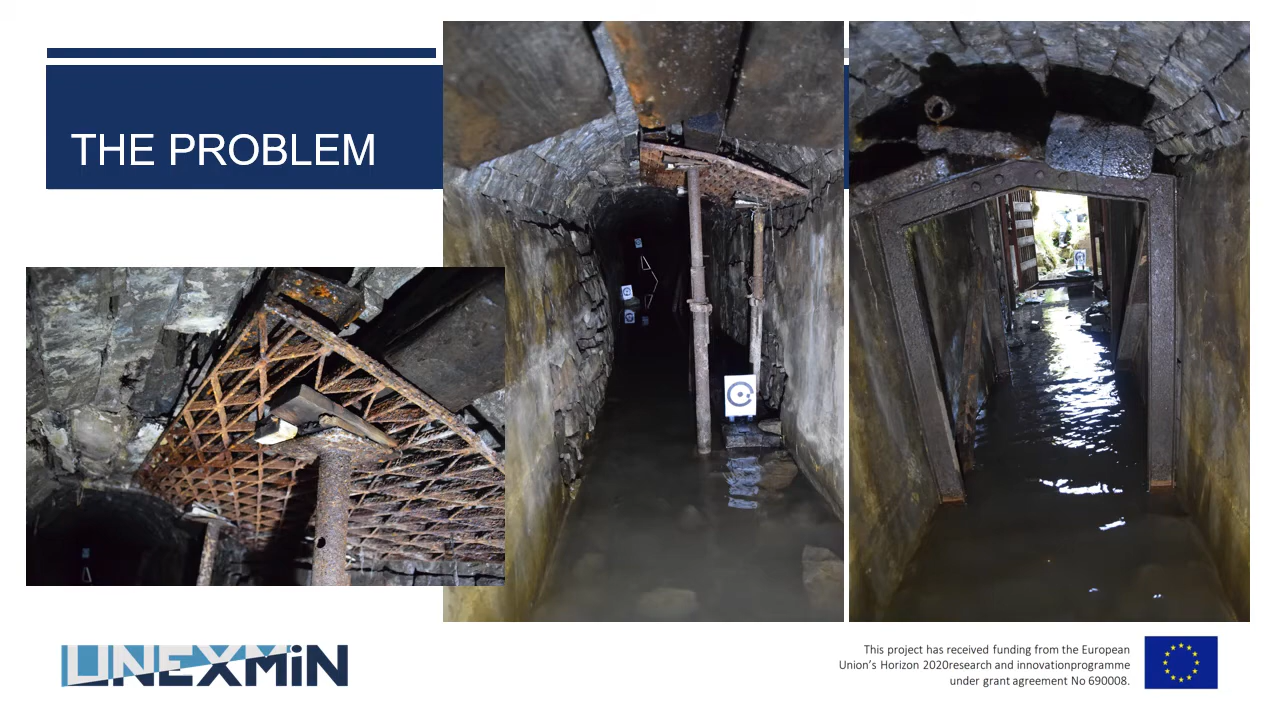 THE PROBLEM
UNEXMiN
This project has received funding from the European
Union's Horizon 2020research and innovationprogramme
under grant agreement No 690008.